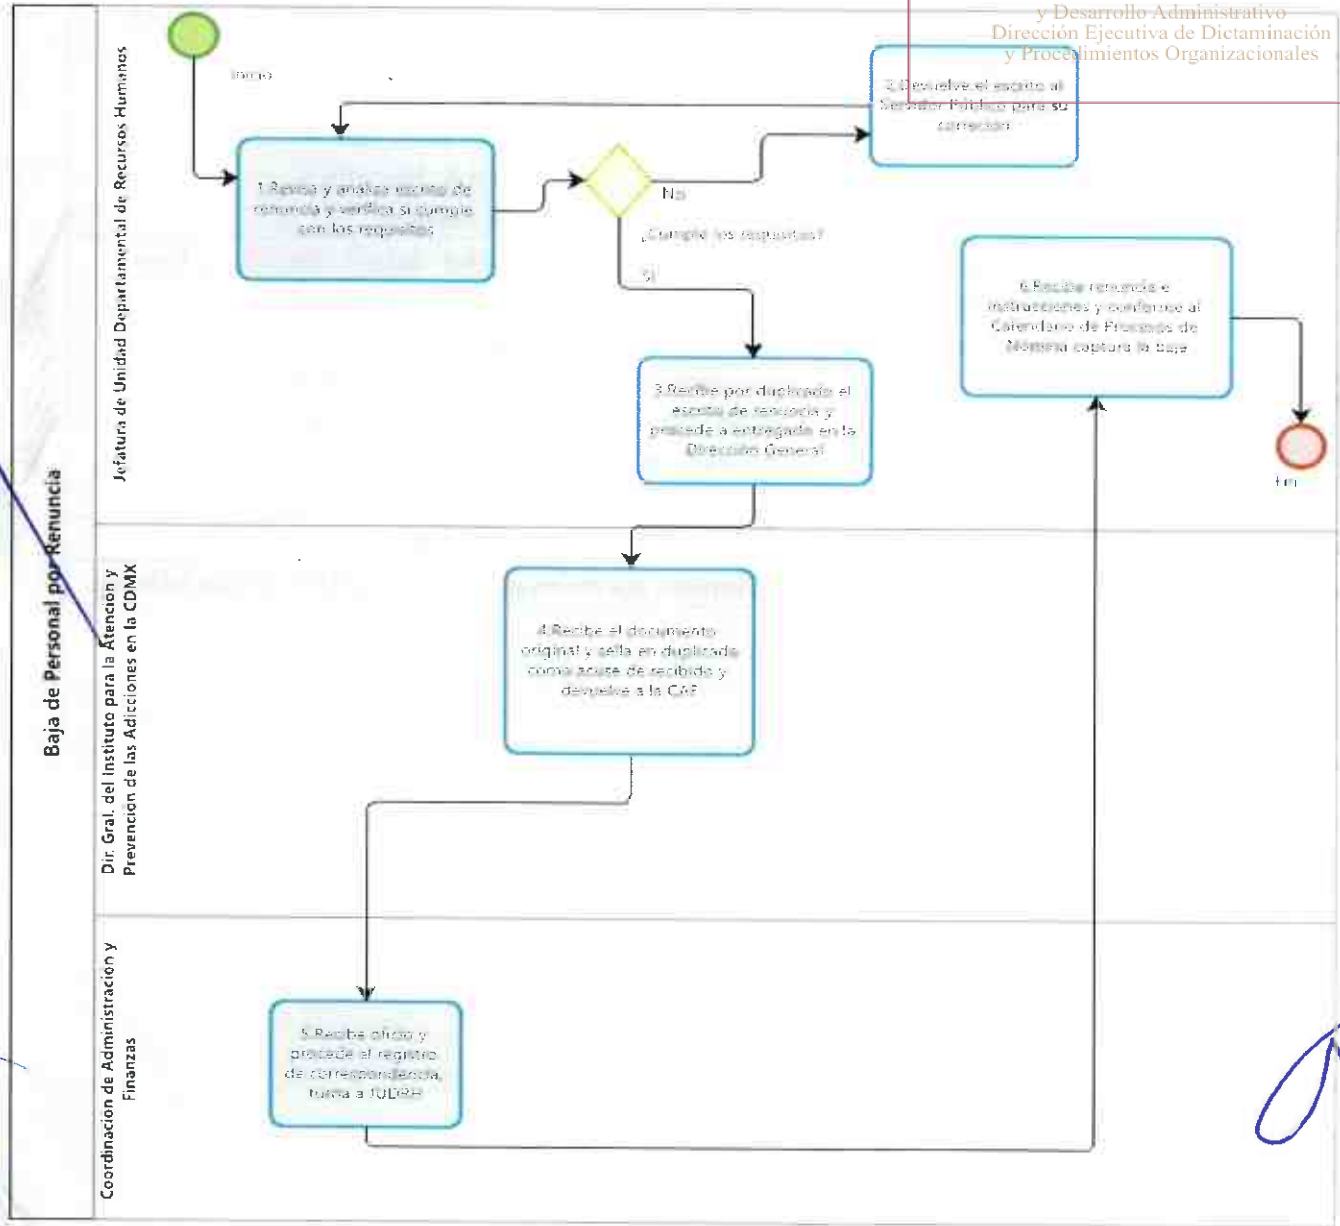 y Desarrollo Administrativo
Dirección Ejecutiva de Dictaminación
y Procedimientos Organizacionales
Baja de Personal por Renuncia
Jefatura de Unidad Departamental de Recursos Humanos
Inicio
1.Revisa y analiza escrito de
renuncia y verifica si cumple
con los requisitos
No
¿Cumple los requisitos?
Si
2.Devuelve el escrito al
Servidor Público para su
correción
3.Recibe por duplicado el
escrito de renuncia y
procede a entregado en la
Dirección General
6.Recibe renuncia e
instrucciones y conforme al
Calendario de Procesos de
Nómina captura la baja
Fin
Dir. Gral. del Instituto para la Atencion y
Prevención de las Adicciones en la CDMX
4.Recibe el documento
original y sella en duplicado
como acuse de recibido y
devuelve a la CAF
Coordinacion de Administracion y
Finanzas
5.Recibe oficio y
procede al registro
de correspondencia,
turna a JUDRH